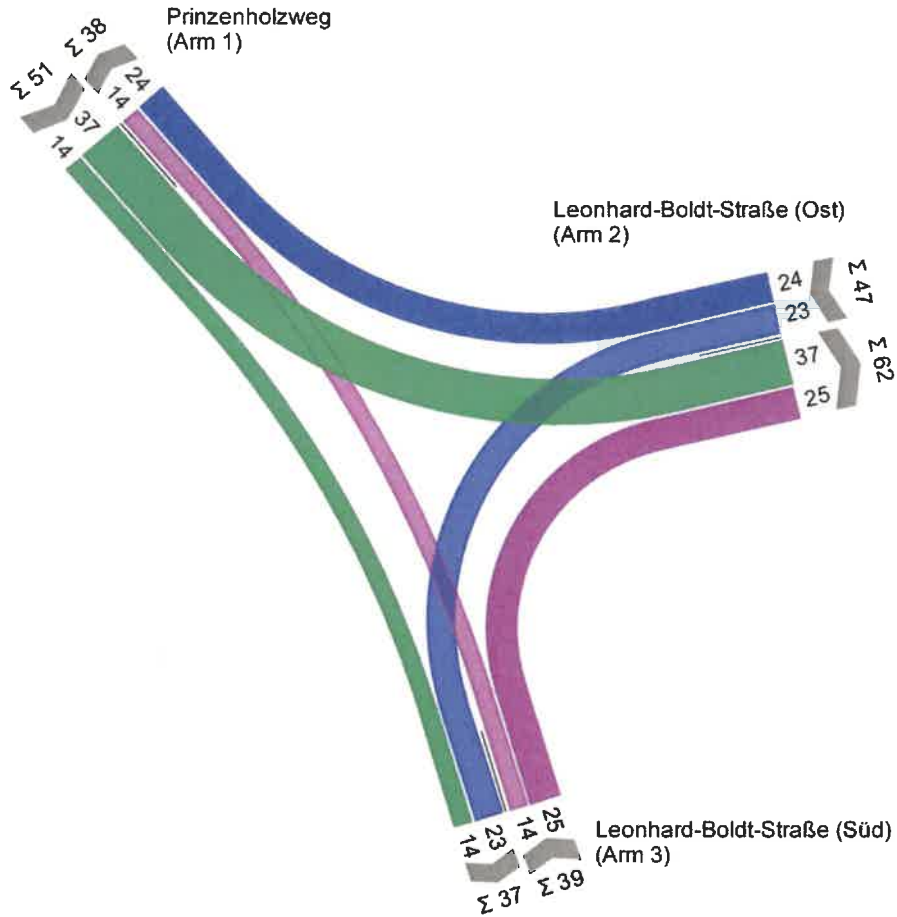 Prinzenholzweg
(Arm 1)
Σ 38
Σ 51
24
14
37
14
Leonhard-Boldt-Straße (Ost)
(Arm 2)
24
23
37
25
Σ 47
Σ 62
14
23
14
25
Σ 37
Σ 39
Leonhard-Boldt-Straße (Süd)
(Arm 3)